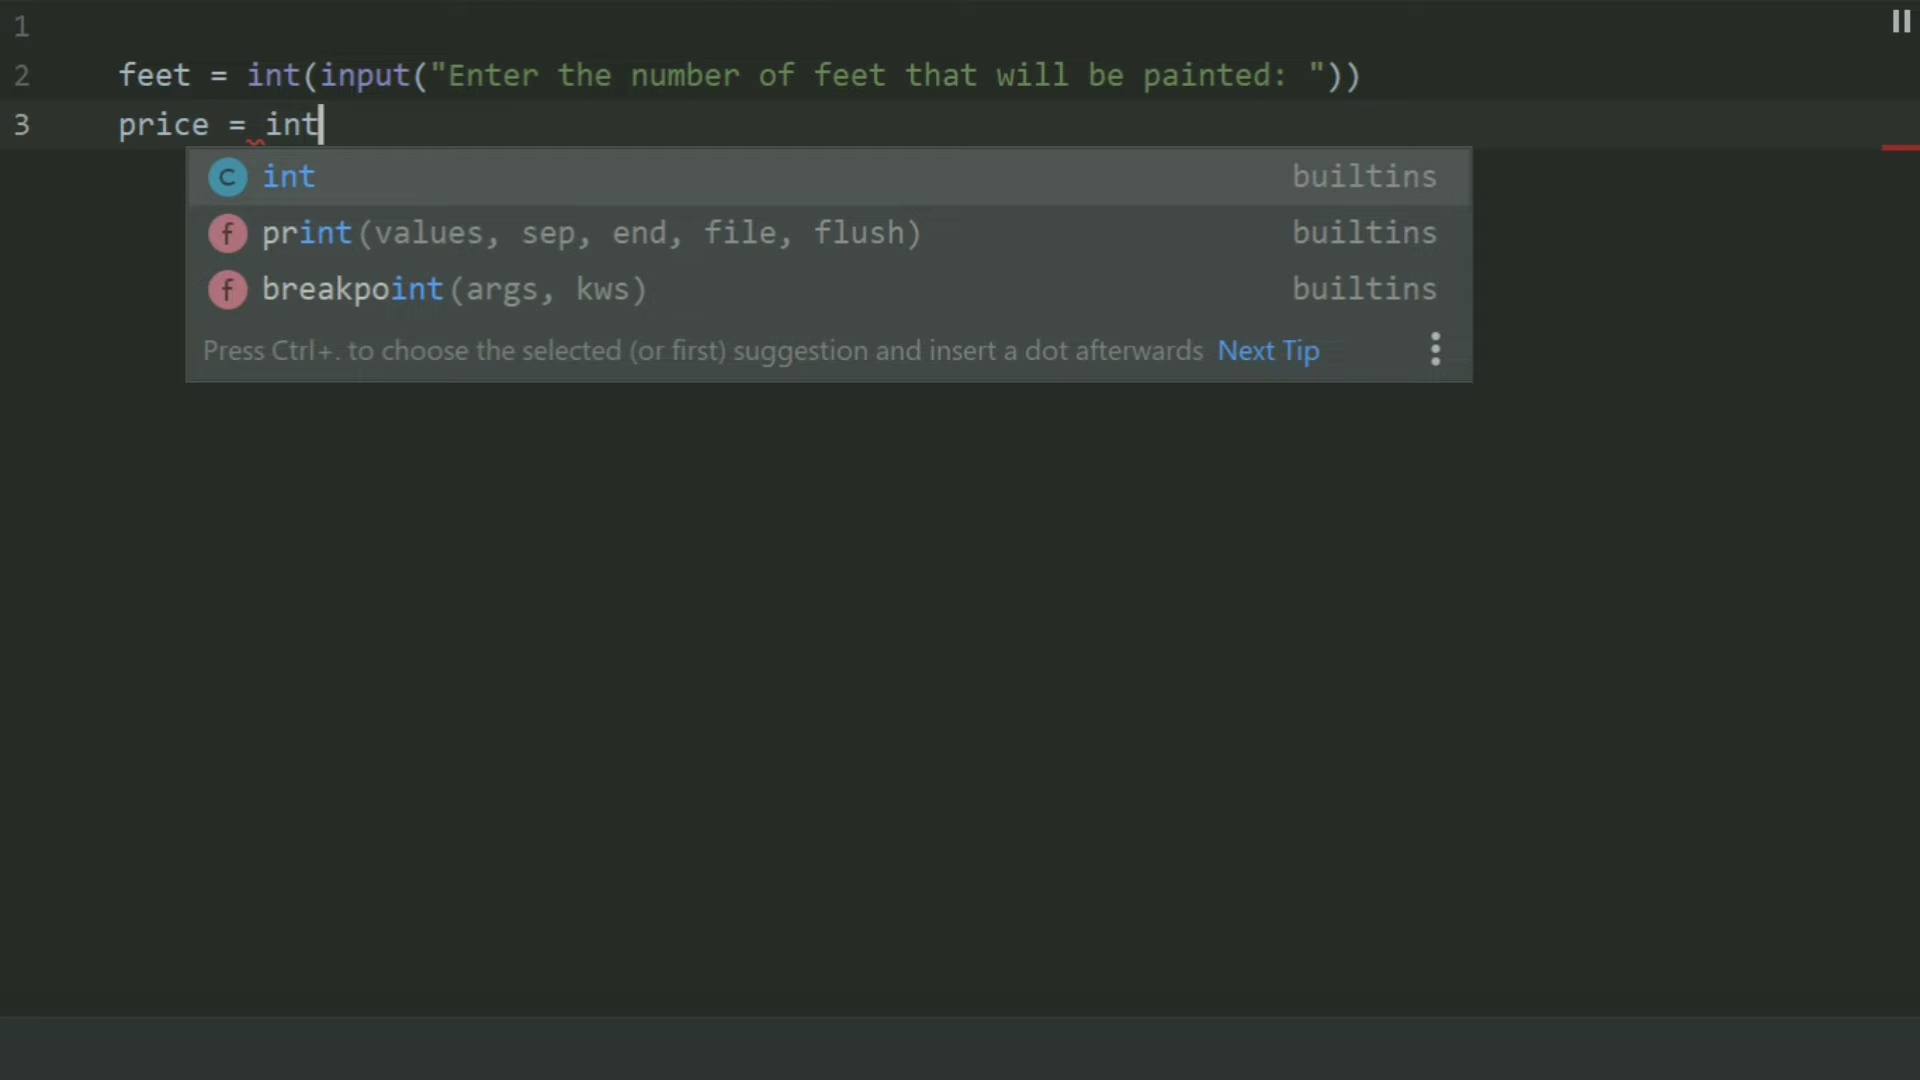 1
2 feet = int(input("Enter the number of feet that will be painted: "))
3 price = int
C int builtins
f print(values, sep, end, file, flush) builtins
f breakpoint(args, kws) builtins
Press Ctrl+. to choose the selected (or first) suggestion and insert a dot afterwards Next Tip